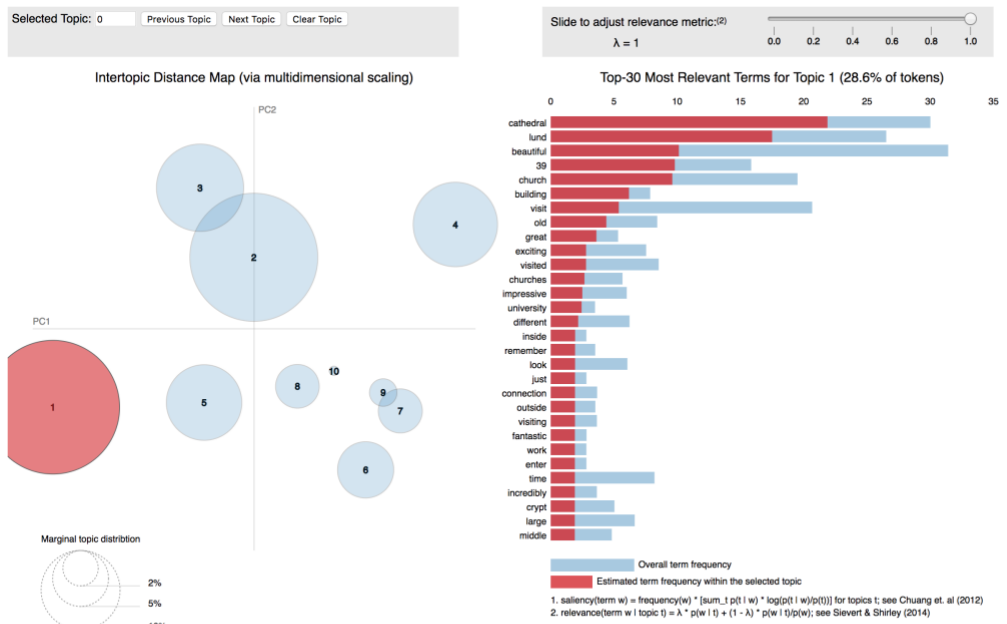 Selected Topic: 0 Previous Topic Next Topic Clear Topic
Slide to adjust relevance metric:(2)
λ = 1
0.0 0.2 0.4 0.6 0.8 1.0
Intertopic Distance Map (via multidimensional scaling)
PC2
PC1
3
4
2
1
5
8
10
9
7
6
Marginal topic distribtion
2%
5%
Top-30 Most Relevant Terms for Topic 1 (28.6% of tokens)
0 5 10 15 20 25 30 35
cathedral
lund
beautiful
39
church
building
visit
old
great
exciting
visited
churches
impressive
university
different
inside
remember
look
just
connection
outside
visiting
fantastic
work
enter
time
incredibly
crypt
large
middle
Overall term frequency
Estimated term frequency within the selected topic
1. saliency(term w) = frequency(w) * [sum_t p(t | w) * log(p(t | w)/p(t))] for topics t; see Chuang et. al (2012)
2. relevance(term w | topic t) = λ * p(w | t) + (1 - λ) * p(w | t)/p(w); see Sievert & Shirley (2014)